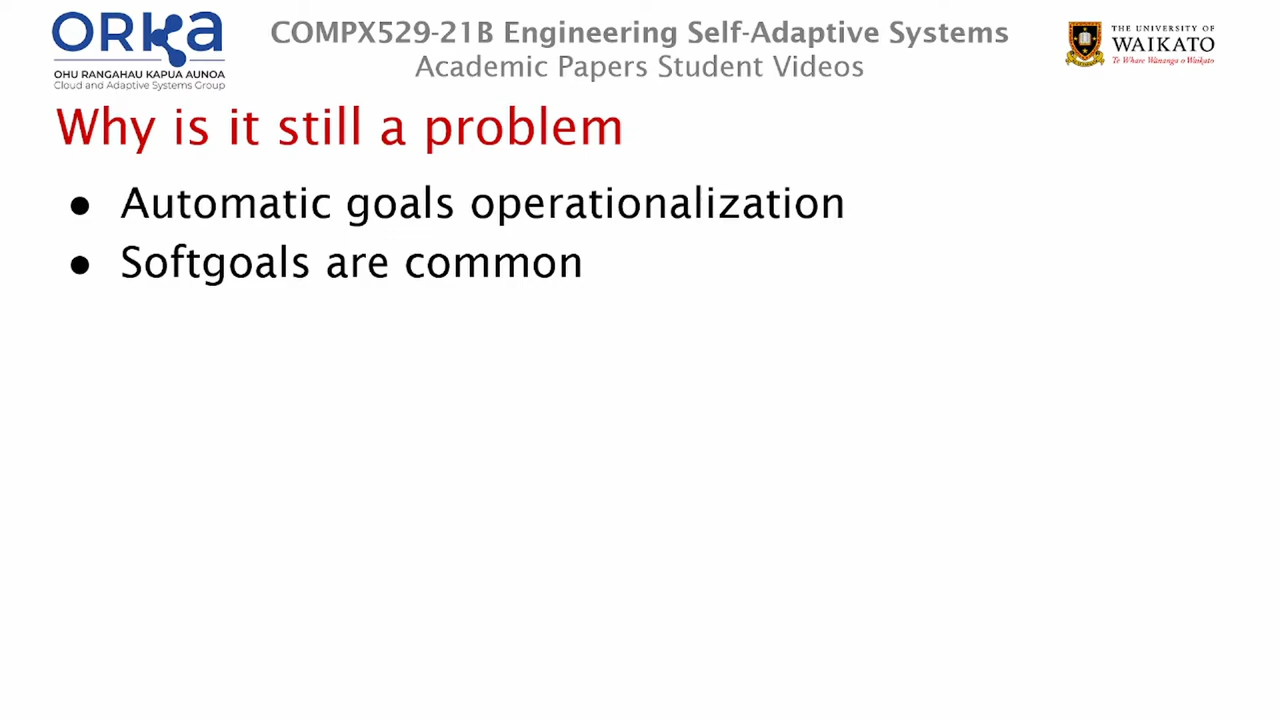 ORKa
OHU RANGAHAU KAPUA AUNOA
Cloud and Adaptive Systems Group
COMPX529-21B Engineering Self-Adaptive Systems
Academic Papers Student Videos
THE UNIVERSITY OF
WAIKATO
Te Whare Wānanga o Waikato
Why is it still a problem
● Automatic goals operationalization
● Softgoals are common